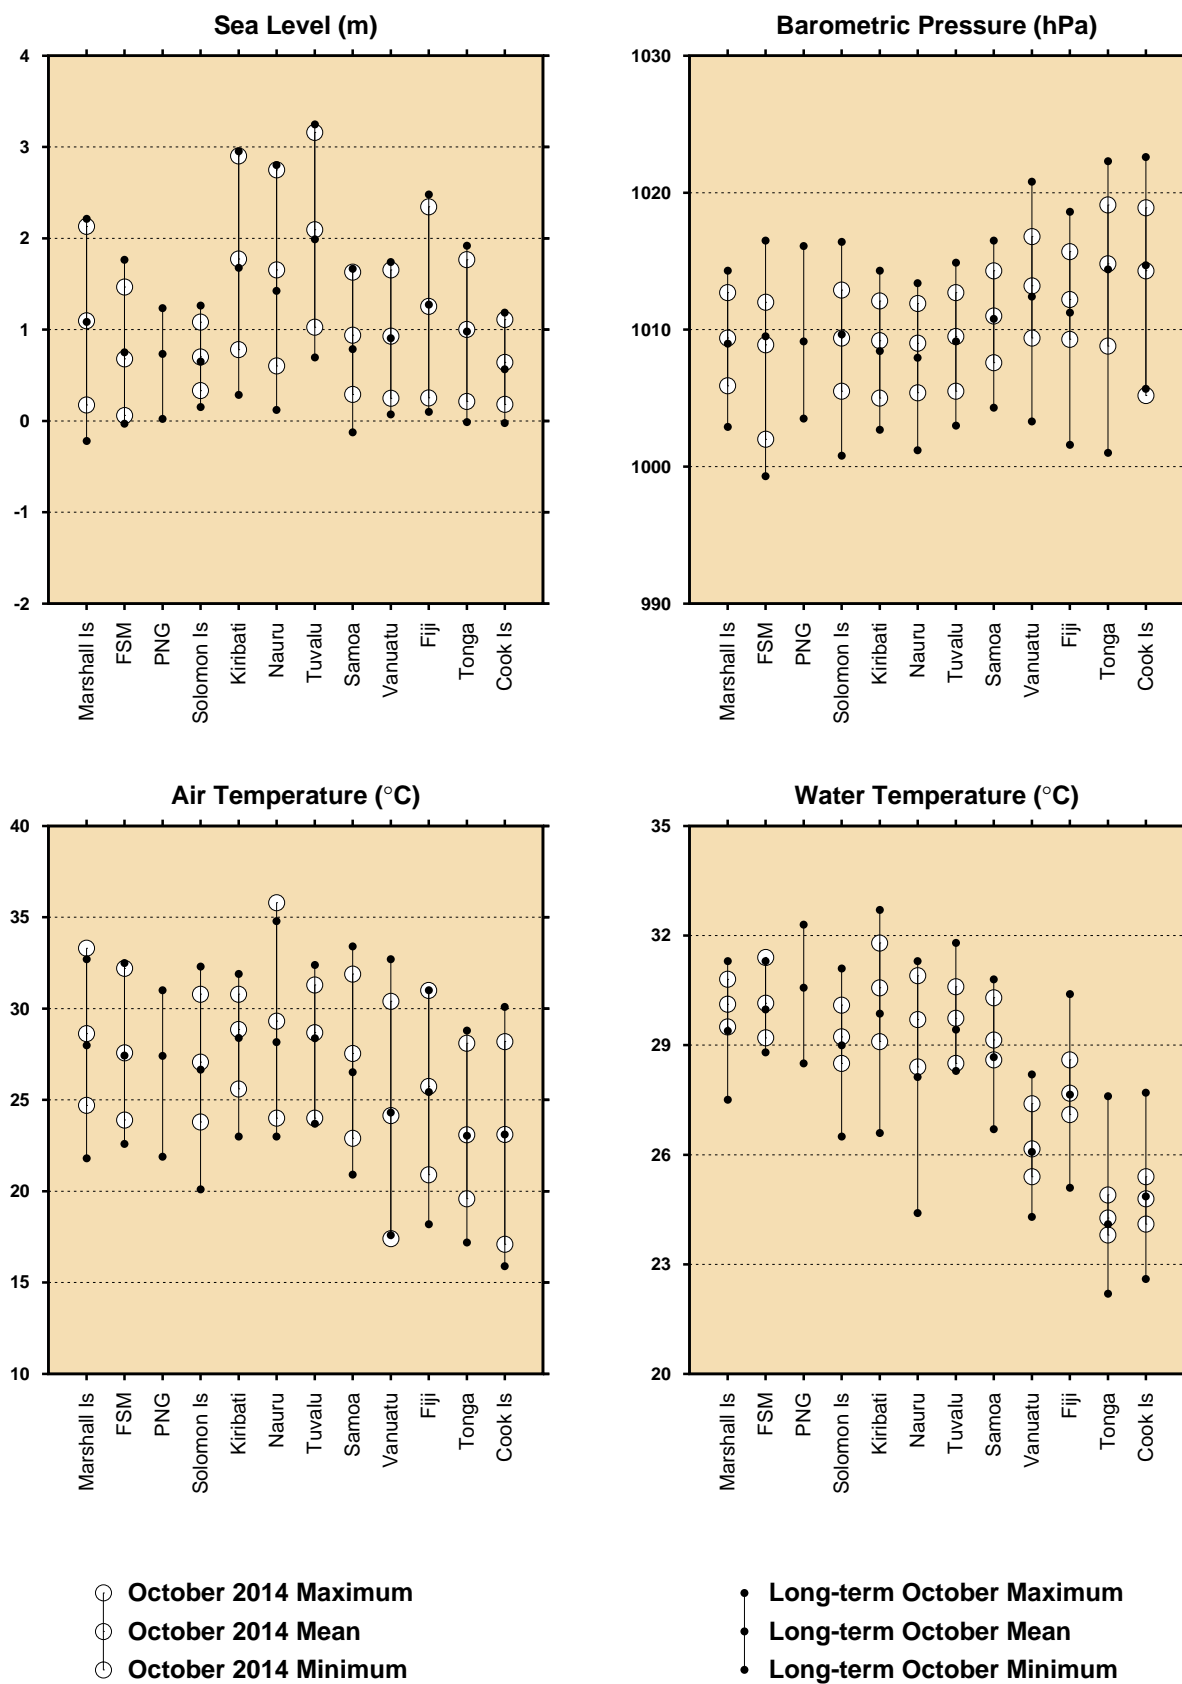 Sea Level (m)
4
3
2
1
0
-1
-2
Marshall Is
FSM
PNG
Solomon Is
Kiribati
Nauru
Tuvalu
Samoa
Vanuatu
Fiji
Tonga
Cook Is
Barometric Pressure (hPa)
1030
1020
1010
1000
990
Marshall Is
FSM
PNG
Solomon Is
Kiribati
Nauru
Tuvalu
Samoa
Vanuatu
Fiji
Tonga
Cook Is
Air Temperature (°C)
40
35
30
25
20
15
10
Marshall Is
FSM
PNG
Solomon Is
Kiribati
Nauru
Tuvalu
Samoa
Vanuatu
Fiji
Tonga
Cook Is
Water Temperature (°C)
35
32
29
26
23
20
Marshall Is
FSM
PNG
Solomon Is
Kiribati
Nauru
Tuvalu
Samoa
Vanuatu
Fiji
Tonga
Cook Is
October 2014 Maximum
October 2014 Mean
October 2014 Minimum
Long-term October Maximum
Long-term October Mean
Long-term October Minimum